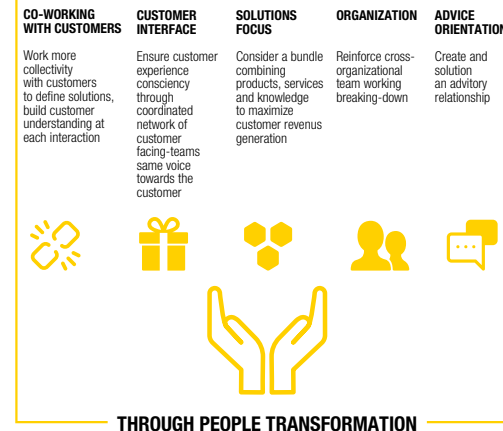 CO-WORKING
WITH CUSTOMERS
Work more
collectivity
with customers
to define solutions,
build customer
understanding at
each interaction
CUSTOMER
INTERFACE
Ensure customer
experience
consciency
through
coordinated
network of
customer
facing-teams
same voice
towards the
customer
SOLUTIONS
FOCUS
Consider a bundle
combining
products, services
and knowledge
to maximize
customer revenus
generation
ORGANIZATION
Reinforce cross-
organizational
team working
breaking-down
ADVICE
ORIENTATION
Create and
solution
an advitory
relationship
THROUGH PEOPLE TRANSFORMATION